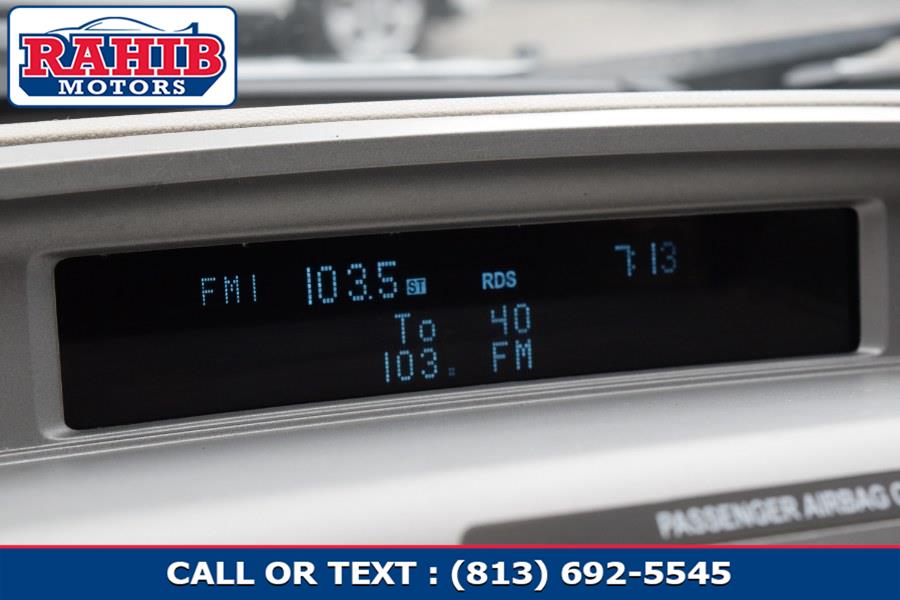 RAHIB
MOTORS
FM1 103.5 ST RDS 7:13
To 40
103. FM
PASSENGER AIRBAG
CALL OR TEXT : (813) 692-5545